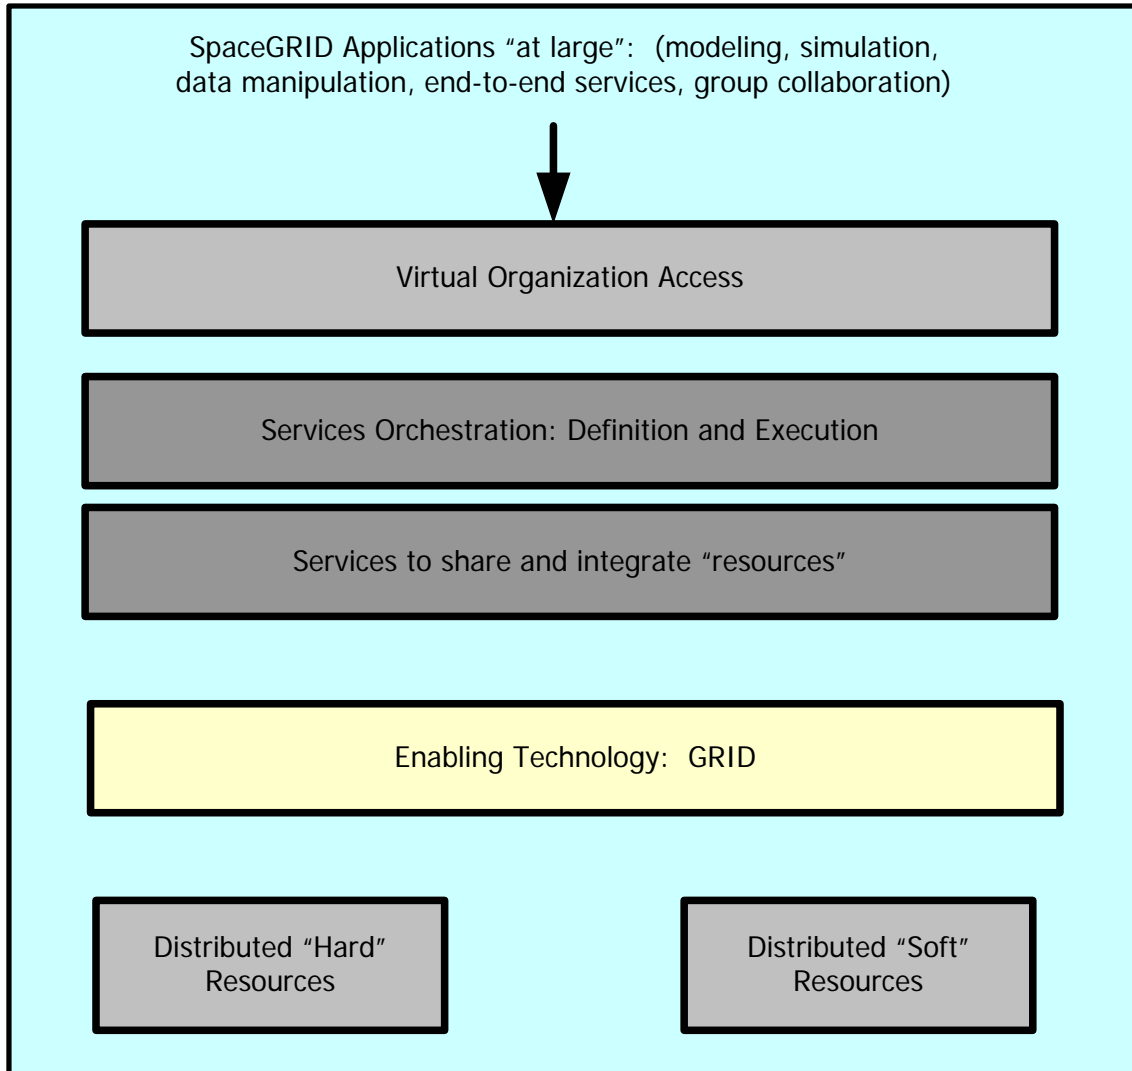 SpaceGRID Applications “at large”:  (modeling, simulation,
data manipulation, end-to-end services, group collaboration)
Virtual Organization Access
Services Orchestration: Definition and Execution
Services to share and integrate “resources”
Enabling Technology:  GRID
Distributed “Hard”
Resources
Distributed “Soft”
Resources